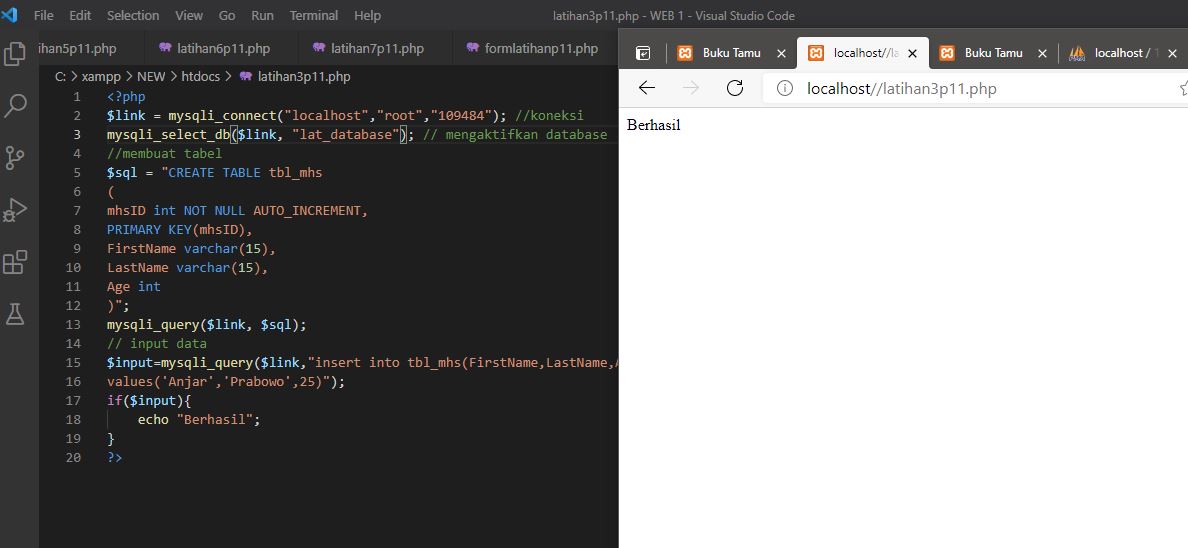 File Edit Selection View Go Run Terminal Help latihan3p11.php - WEB 1 - Visual Studio Code
ihan5p11.php latihan6p11.php latihan7p11.php formlatihanp11.php
C: > xampp > NEW > htdocs > latihan3p11.php
1 <?php
2 $link = mysqli_connect("localhost","root","109484"); //koneksi
3 mysqli_select_db($link, "lat_database"); // mengaktifkan database
4 //membuat tabel
5 $sql = "CREATE TABLE tbl_mhs
6 (
7 mhsID int NOT NULL AUTO_INCREMENT,
8 PRIMARY KEY(mhsID),
9 FirstName varchar(15),
10 LastName varchar(15),
11 Age int
12 )";
13 mysqli_query($link, $sql);
14 // input data
15 $input=mysqli_query($link,"insert into tbl_mhs(FirstName,LastName,
16 values('Anjar','Prabowo',25)");
17 if($input){
18 echo "Berhasil";
19 }
20 ?>
Buku Tamu localhost//la Buku Tamu localhost /
localhost//latihan3p11.php
Berhasil